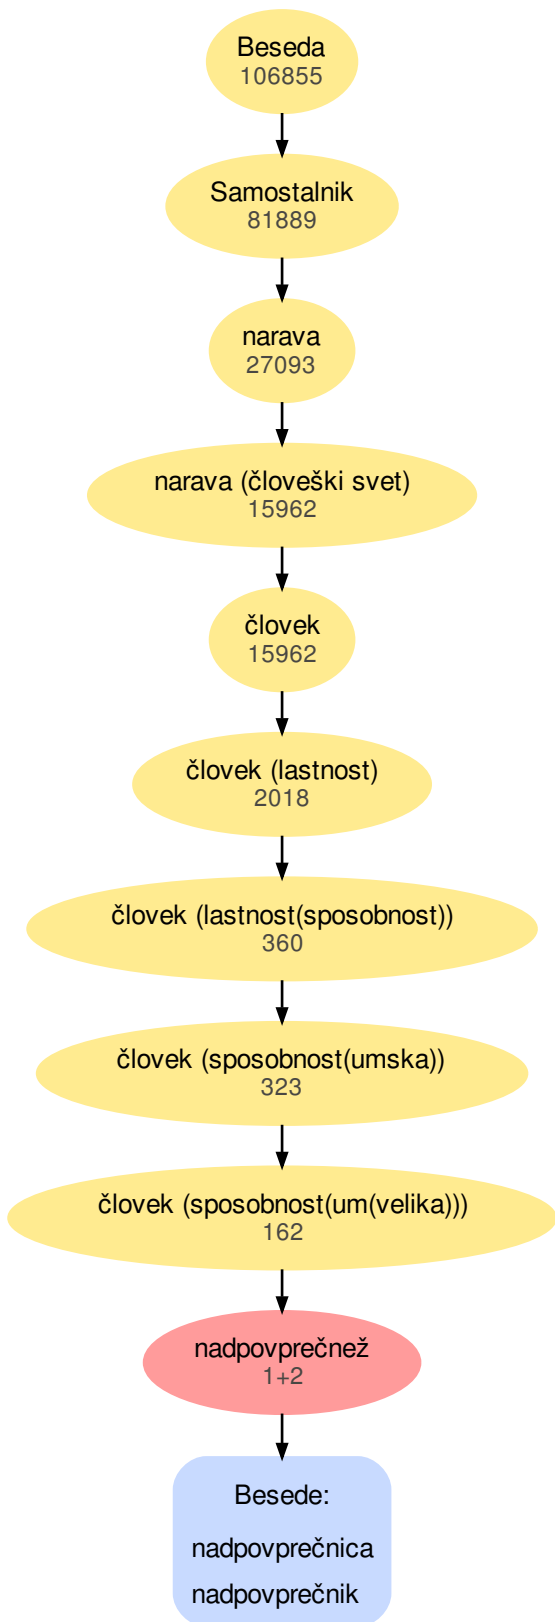 Beseda
106855
Samostalnik
81889
narava
27093
narava (človeški svet)
15962
človek
15962
človek (lastnost)
2018
človek (lastnost(sposobnost))
360
človek (sposobnost(umska))
323
človek (sposobnost(um(velika)))
162
nadpovprečnež
1+2
Besede:
nadpovprečnica
nadpovprečnik